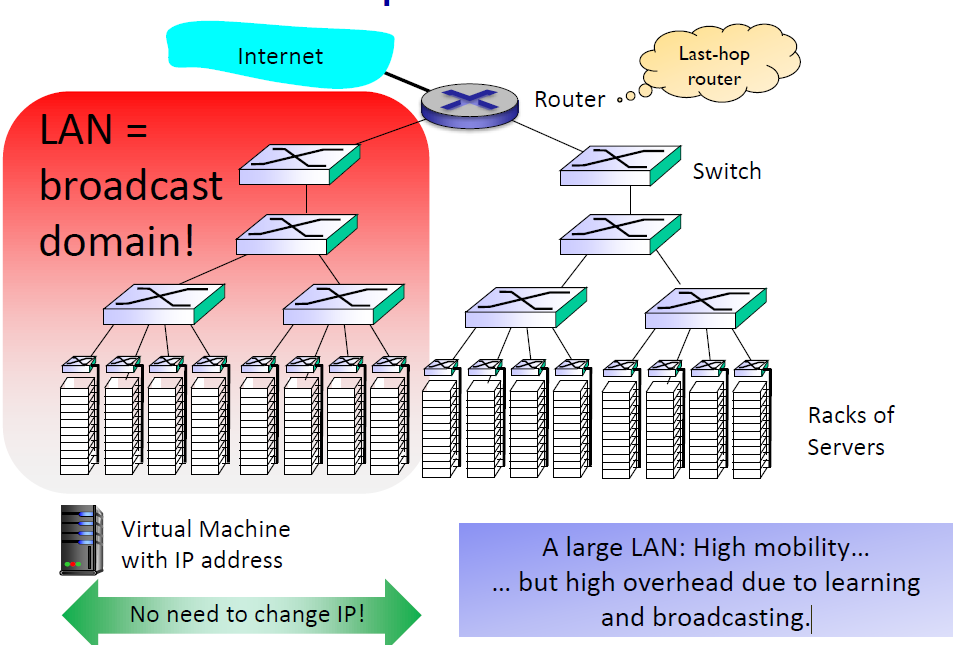 Internet
Last-hop
router
Router
LAN =
broadcast
domain!
Switch
Racks of
Servers
Virtual Machine
with IP address
No need to change IP!
A large LAN: High mobility...
... but high overhead due to learning
and broadcasting.